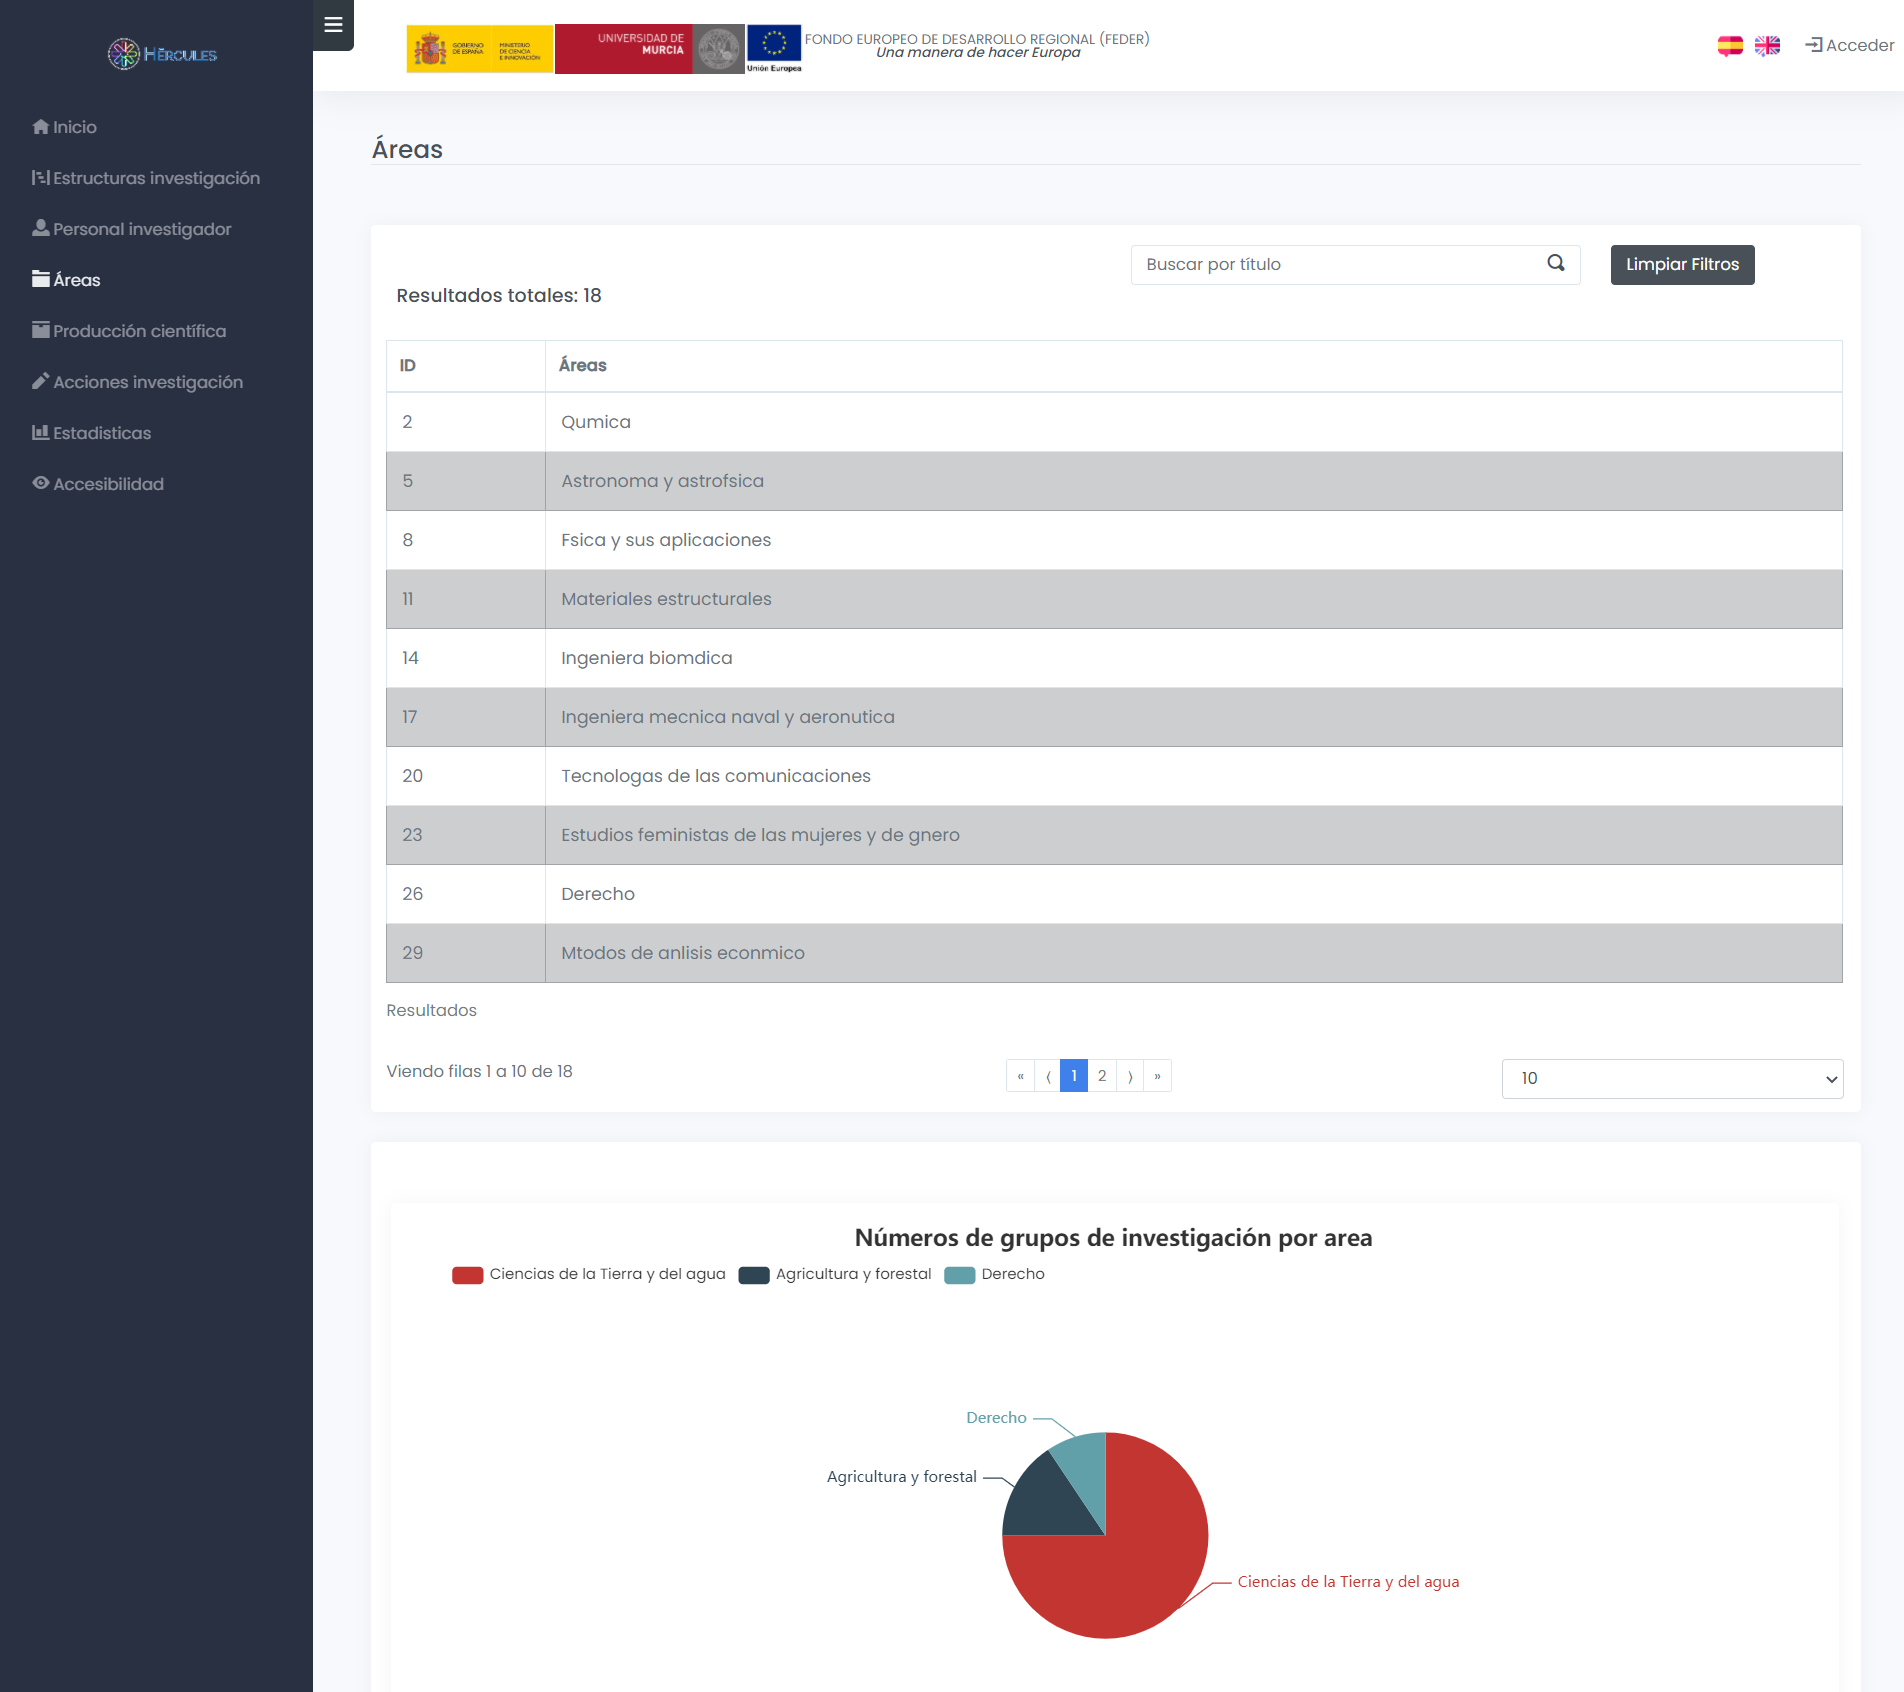 HÉRCULES
Inicio
Estructuras investigación
Personal investigador
Áreas
Producción científica
Acciones investigación
Estadisticas
Accesibilidad
GOBIERNO DE ESPAÑA
MINISTERIO DE CIENCIA E INNOVACIÓN
UNIVERSIDAD DE
MURCIA
Unión Europea
FONDO EUROPEO DE DESARROLLO REGIONAL (FEDER)
Una manera de hacer Europa
Acceder
Áreas
Buscar por título
Limpiar Filtros
Resultados totales: 18
ID Áreas
2 Qumica
5 Astronoma y astrofsica
8 Fsica y sus aplicaciones
11 Materiales estructurales
14 Ingeniera biomdica
17 Ingeniera mecnica naval y aeronutica
20 Tecnologas de las comunicaciones
23 Estudios feministas de las mujeres y de gnero
26 Derecho
29 Mtodos de anlisis econmico
Resultados
Viendo filas 1 a 10 de 18
« ⟨ 1 2 ⟩ »
10
Números de grupos de investigación por area
Ciencias de la Tierra y del agua Agricultura y forestal Derecho
Derecho
Agricultura y forestal
Ciencias de la Tierra y del agua